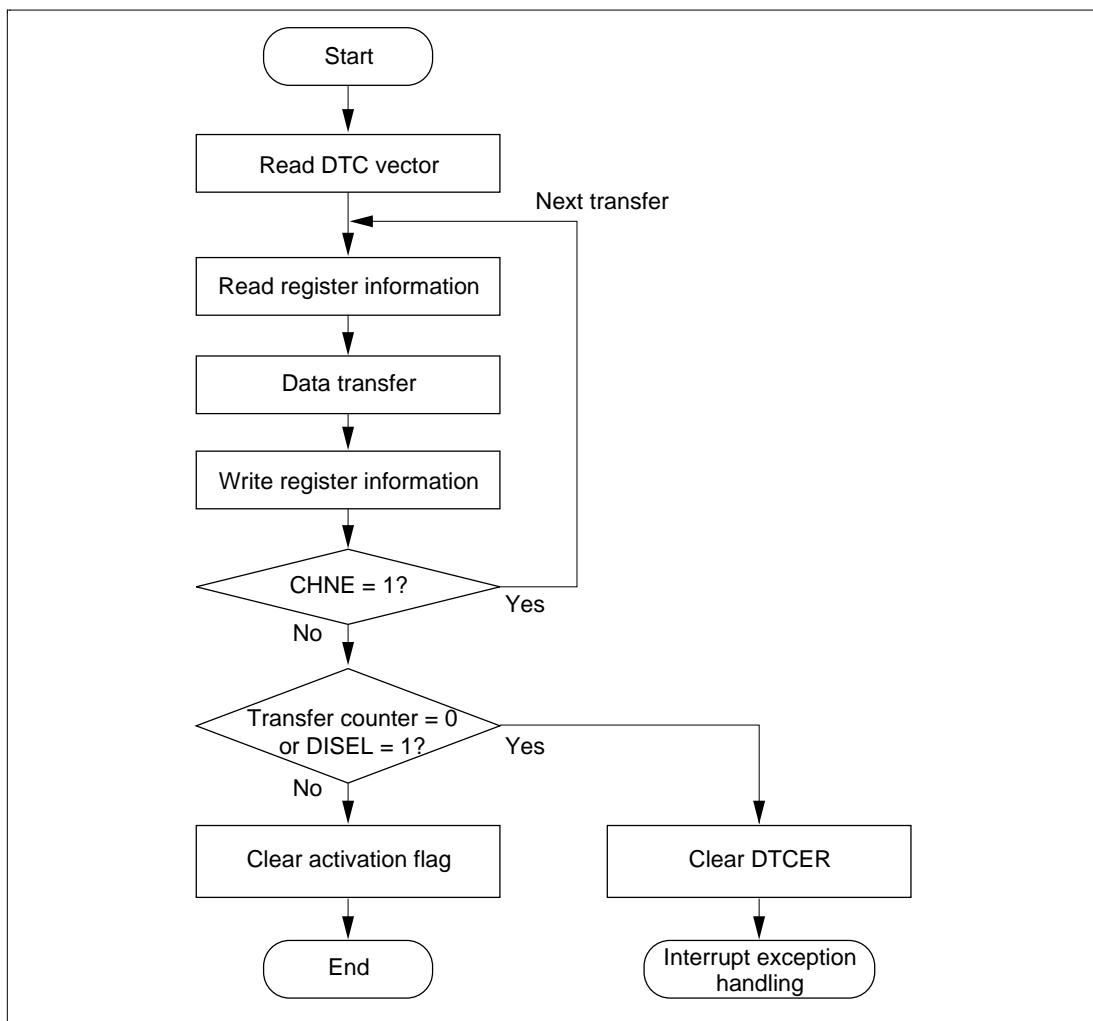 Start
Read DTC vector
Next transfer
Read register information
Data transfer
Write register information
CHNE = 1?
Yes
No
Transfer counter = 0
or DISEL = 1?
Yes
No
Clear activation flag
Clear DTCER
End
Interrupt exception
handling